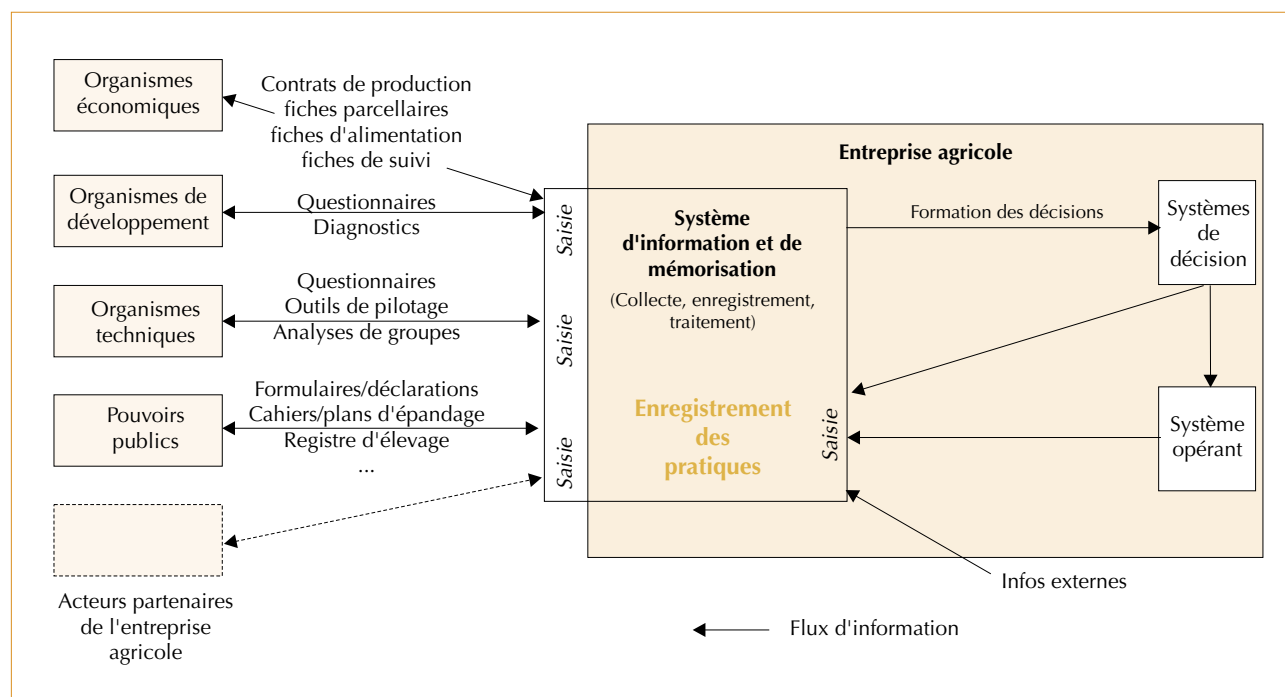 Organismes
économiques
Contrats de production
fiches parcellaires
fiches d'alimentation
fiches de suivi
Organismes de
développement
Questionnaires
Diagnostics
Organismes
techniques
Questionnaires
Outils de pilotage
Analyses de groupes
Pouvoirs
publics
Formulaires/déclarations
Cahiers/plans d'épandage
Registre d'élevage
...
Acteurs partenaires
de l'entreprise
agricole
Entreprise agricole
Saisie
Saisie
Saisie
Système
d'information et de
mémorisation
(Collecte, enregistrement,
traitement)
Enregistrement
des
pratiques
Saisie
Formation des décisions
Systèmes
de
décision
Système
opérant
Infos externes
Flux d'information